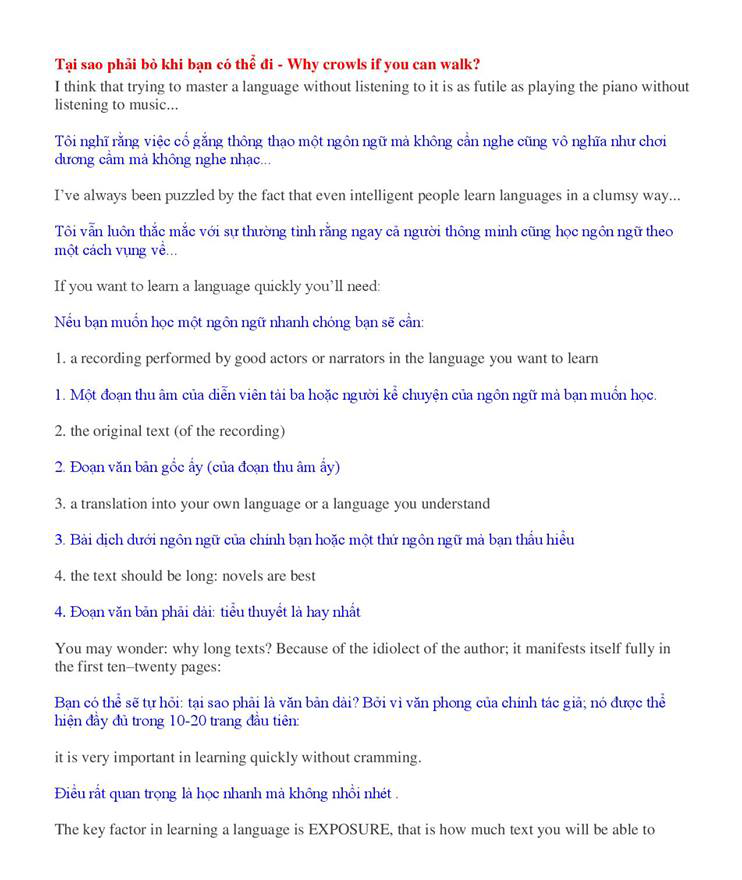 Tại sao phải bò khi bạn có thể đi - Why crowls if you can walk?
I think that trying to master a language without listening to it is as futile as playing the piano without
listening to music...
Tôi nghĩ rằng việc cố gắng thông thạo một ngôn ngữ mà không cần nghe cũng vô nghĩa như chơi
dương cầm mà không nghe nhạc...
I’ve always been puzzled by the fact that even intelligent people learn languages in a clumsy way...
Tôi vẫn luôn thắc mắc với sự thường tình rằng ngay cả người thông minh cũng học ngôn ngữ theo
một cách vụng về...
If you want to learn a language quickly you’ll need:
Nếu bạn muốn học một ngôn ngữ nhanh chóng bạn sẽ cần:
1. a recording performed by good actors or narrators in the language you want to learn
1. Một đoạn thu âm của diễn viên tài ba hoặc người kể chuyện của ngôn ngữ mà bạn muốn học.
2. the original text (of the recording)
2. Đoạn văn bản gốc ấy (của đoạn thu âm ấy)
3. a translation into your own language or a language you understand
3. Bài dịch dưới ngôn ngữ của chính bạn hoặc một thứ ngôn ngữ mà bạn thấu hiểu
4. the text should be long: novels are best
4. Đoạn văn bản phải dài: tiểu thuyết là hay nhất
You may wonder: why long texts? Because of the idiolect of the author; it manifests itself fully in
the first ten–twenty pages:
Bạn có thể sẽ tự hỏi: tại sao phải là văn bản dài? Bởi vì văn phong của chính tác giả; nó được thể
hiện đầy đủ trong 10-20 trang đầu tiên:
it is very important in learning quickly without cramming.
Điều rất quan trọng là học nhanh mà không nhồi nhét .
The key factor in learning a language is EXPOSURE, that is how much text you will be able to